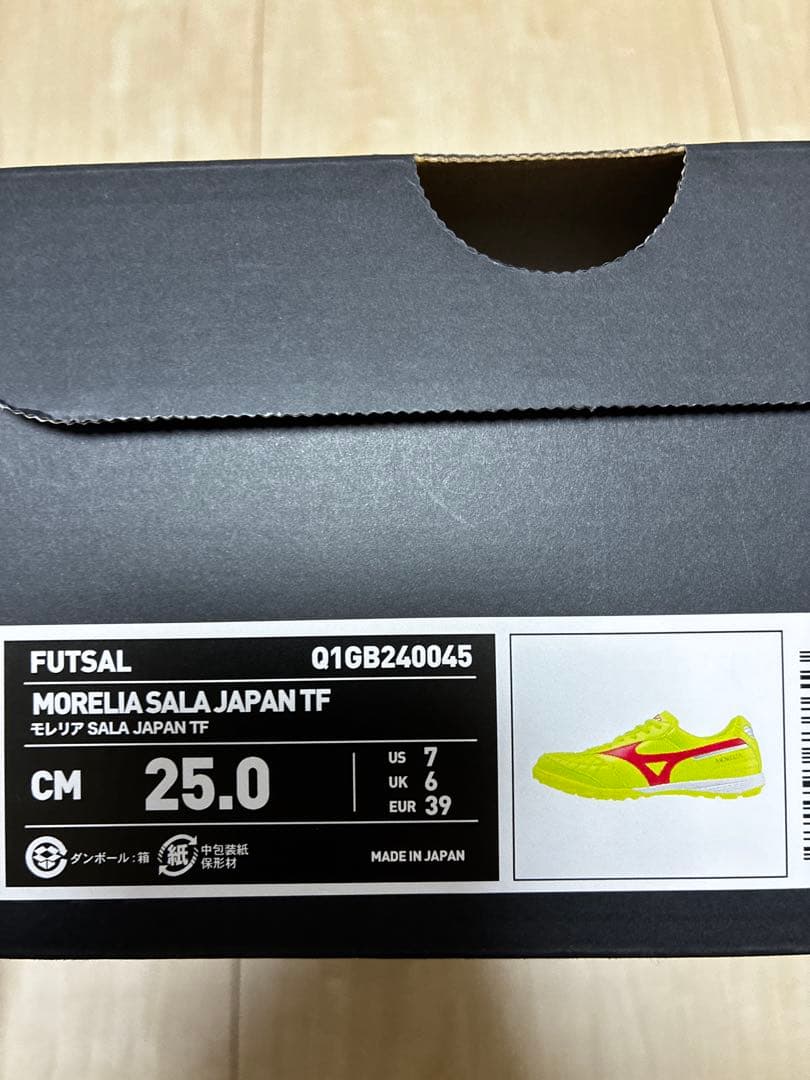 FUTSAL Q1GB240045
MORELIA SALA JAPAN TF
モレリア SALA JAPAN TF
CM 25.0
US 7
UK 6
EUR 39
ダンボール:箱
紙 中包装紙
保形材
MADE IN JAPAN
MORELIA